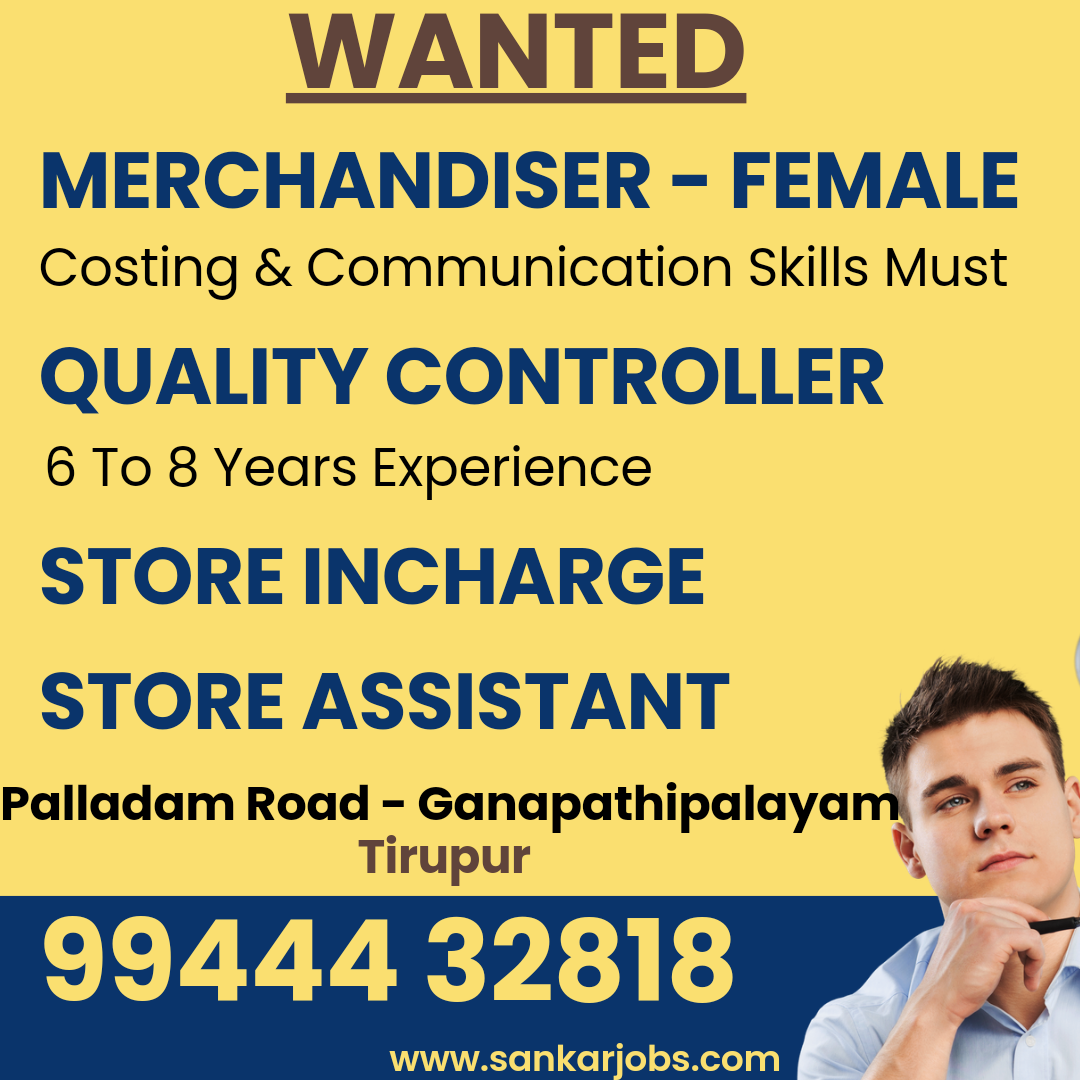 WANTED
MERCHANDISER - FEMALE
Costing & Communication Skills Must
QUALITY CONTROLLER
6 To 8 Years Experience
STORE INCHARGE
STORE ASSISTANT
Palladam Road - Ganapathipalayam
Tirupur
99444 32818
www.sankarjobs.com